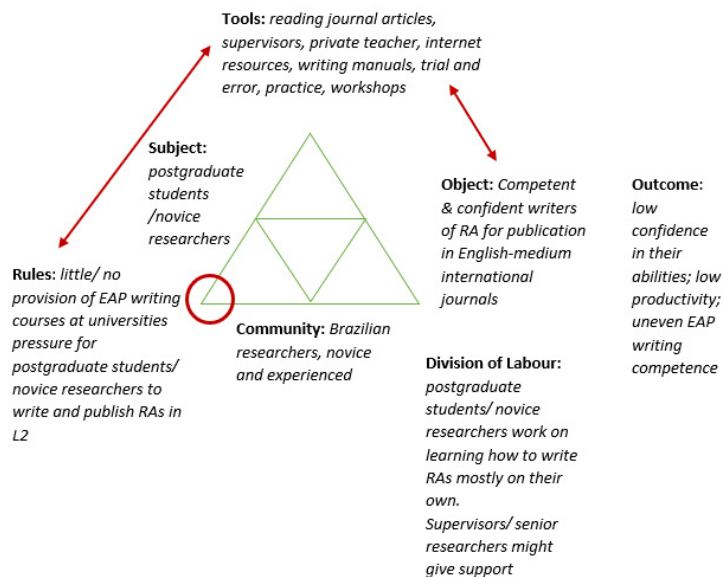 Tools: reading journal articles,
supervisors, private teacher, internet
resources, writing manuals, trial and
error, practice, workshops
Subject:
postgraduate
students
/novice
researchers
Object: Competent
& confident writers
of RA for publication
in English-medium
international
journals
Outcome:
low
confidence
in their
abilities; low
productivity;
uneven EAP
writing
competence
Rules: little/ no
provision of EAP writing
courses at universities
pressure for
postgraduate students/
novice researchers to
write and publish RAs in
L2
Community: Brazilian
researchers, novice
and experienced
Division of Labour:
postgraduate
students/ novice
researchers work on
learning how to write
RAs mostly on their
own.
Supervisors/ senior
researchers might
give support